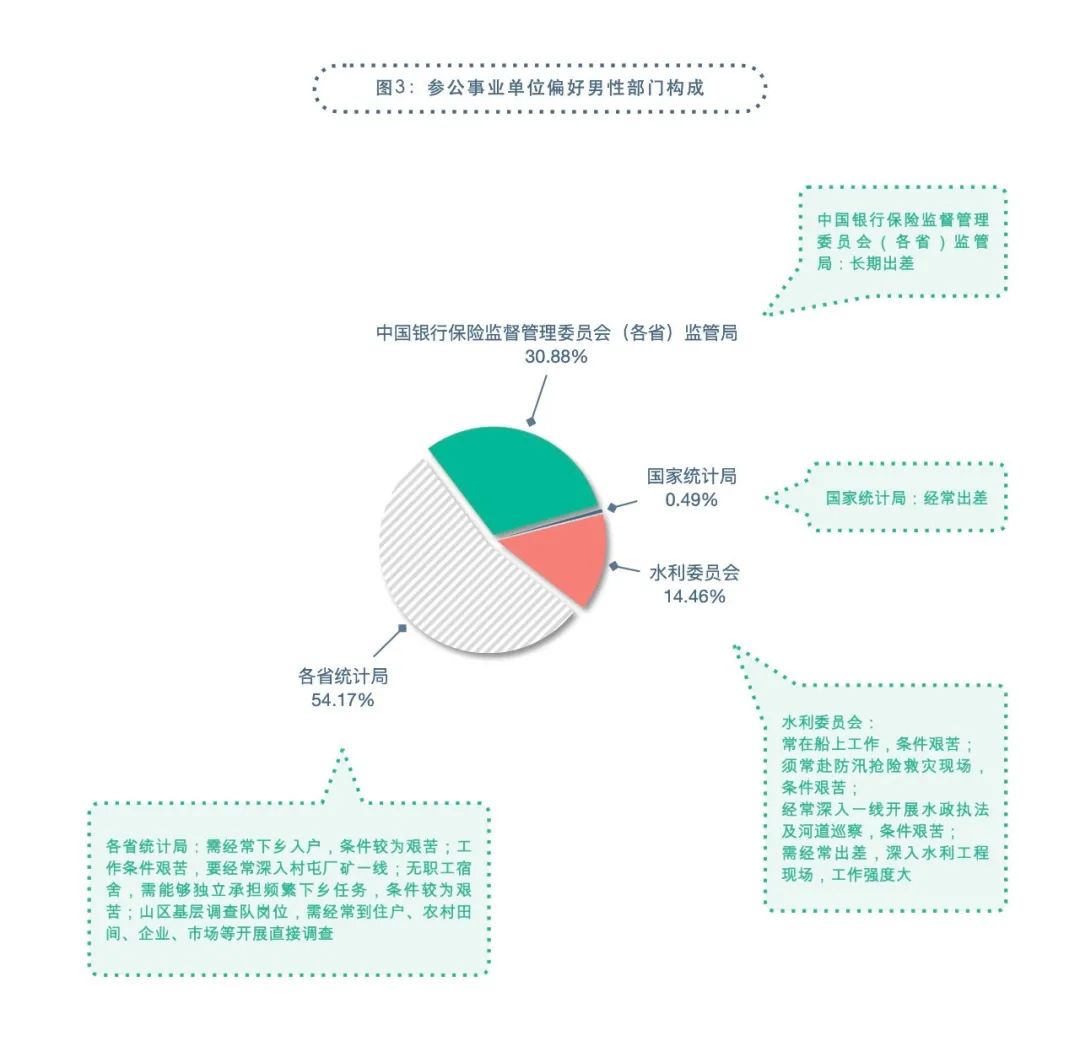 图3：参公事业单位偏好男性部门构成
中国银行保险监督管理
委员会（各省）监管
局：长期出差
中国银行保险监督管理委员会（各省）监管局
30.88%
国家统计局
0.49%
国家统计局：经常出差
水利委员会
14.46%
各省统计局
54.17%
水利委员会：
常在船上工作，条件艰苦；
须常赴防汛抢险救灾现场，
条件艰苦；
经常深入一线开展水政执法
及河道巡察，条件艰苦；
需经常出差，深入水利工程
现场，工作强度大
各省统计局：需经常下乡入户，条件较为艰苦；工
作条件艰苦，要经常深入村屯厂矿一线；无职工宿
舍，需能够独立承担频繁下乡任务，条件较为艰
苦；山区基层调查队岗位，需经常到住户、农村田
间、企业、市场等开展直接调查